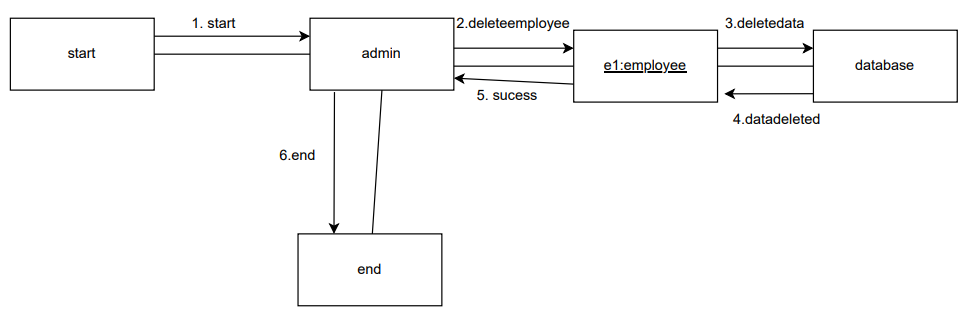 1. start
2.deleteemployee
3.deletedata
start
admin
e1:employee
database
5. sucess
4.datadeleted
6.end
end